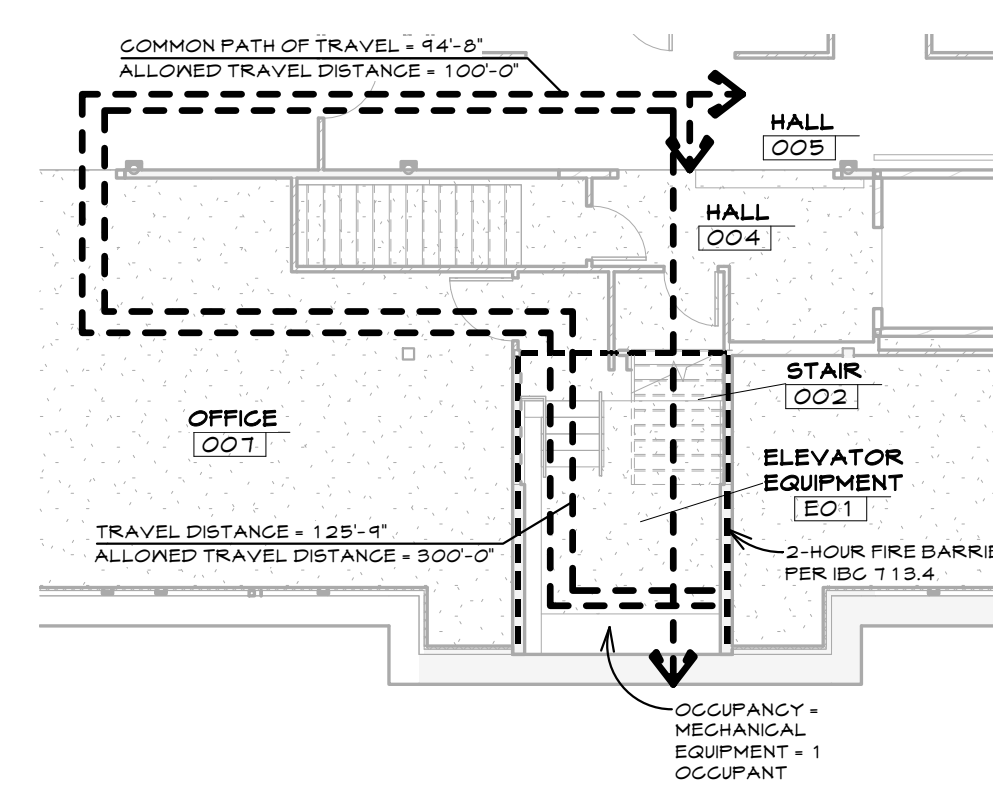 COMMON PATH OF TRAVEL = 94'-8"
ALLOWED TRAVEL DISTANCE = 100'-0"
HALL
005
HALL
004
STAIR
002
OFFICE
007
ELEVATOR
EQUIPMENT
E01
TRAVEL DISTANCE = 125'-9"
ALLOWED TRAVEL DISTANCE = 300'-0"
2-HOUR FIRE BARRIE
PER IBC 713.4
OCCUPANCY =
MECHANICAL
EQUIPMENT = 1
OCCUPANT